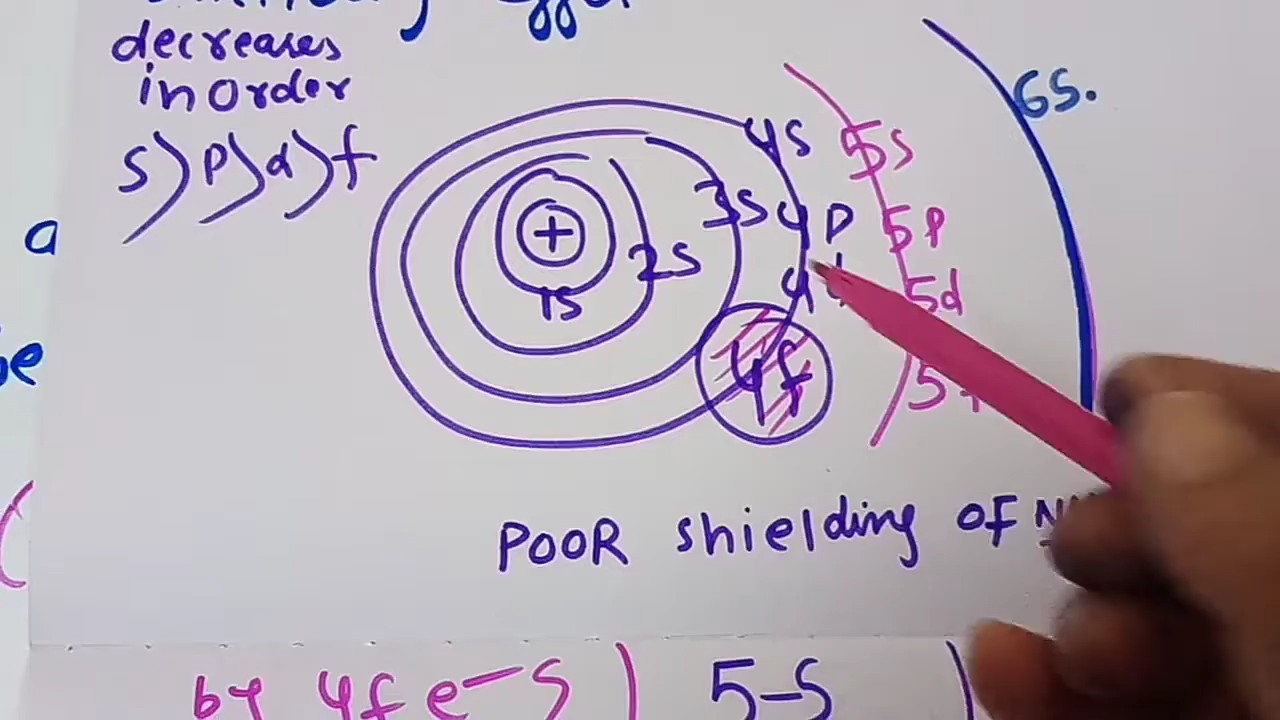 decreases
in order
s > p > d > f
+
1s
2s
3s
4s
4p
4d
4f
5s
5p
5d
6s.
POOR shielding of
by 4f e⁻s
5-s